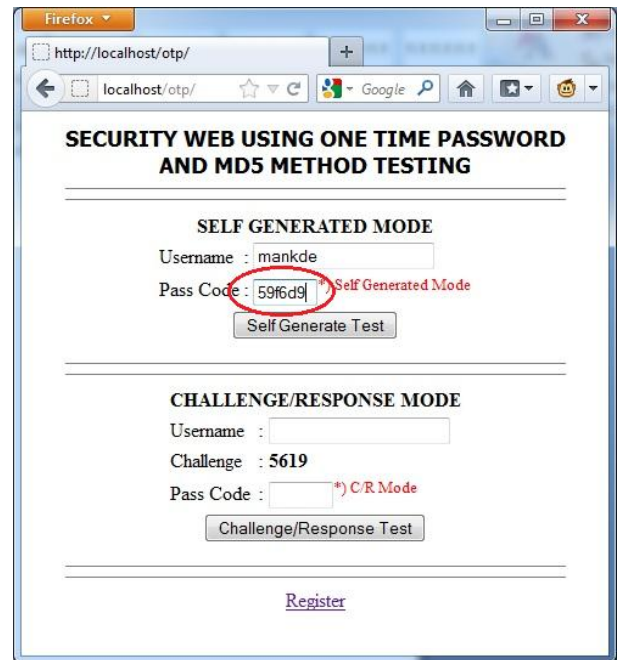 Firefox
http://localhost/otp/
+
localhost/otp/
Google
SECURITY WEB USING ONE TIME PASSWORD
AND MD5 METHOD TESTING
SELF GENERATED MODE
Username : mankde
Pass Code : 59f6d9 *) Self Generated Mode
Self Generate Test
CHALLENGE/RESPONSE MODE
Username :
Challenge : 5619
Pass Code : *) C/R Mode
Challenge/Response Test
Register